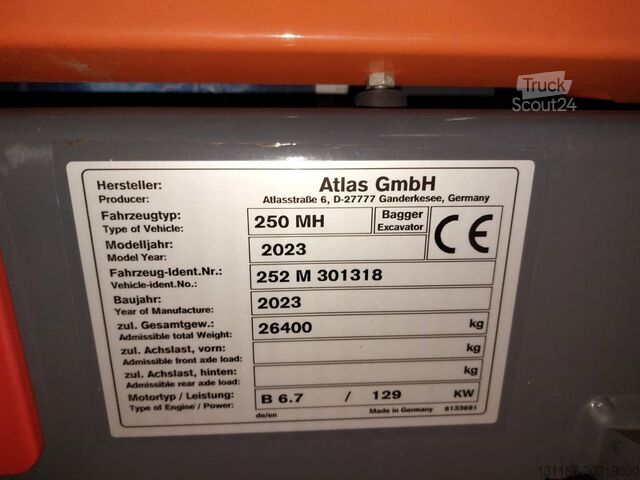 Truck
Scout24
Hersteller: Atlas GmbH
Producer: Atlasstraße 6, D-27777 Ganderkesee, Germany
Fahrzeugtyp: 250 MH Bagger
Type of Vehicle: Excavator
CE
Modelljahr: 2023
Model Year:
Fahrzeug-Ident.Nr.: 252 M 301318
Vehicle-ident.No.:
Baujahr: 2023
Year of Manufacture:
zul. Gesamtgew.: 26400 kg
Admissible total Weight:
zul. Achslast, vorn: kg
Admissible front axle load:
zul. Achslast, hinten: kg
Admissible rear axle load:
Motortyp / Leistung: B 6.7 / 129 KW
Type of Engine / Power:
de/en Made in Germany 6133691
131187-20319030